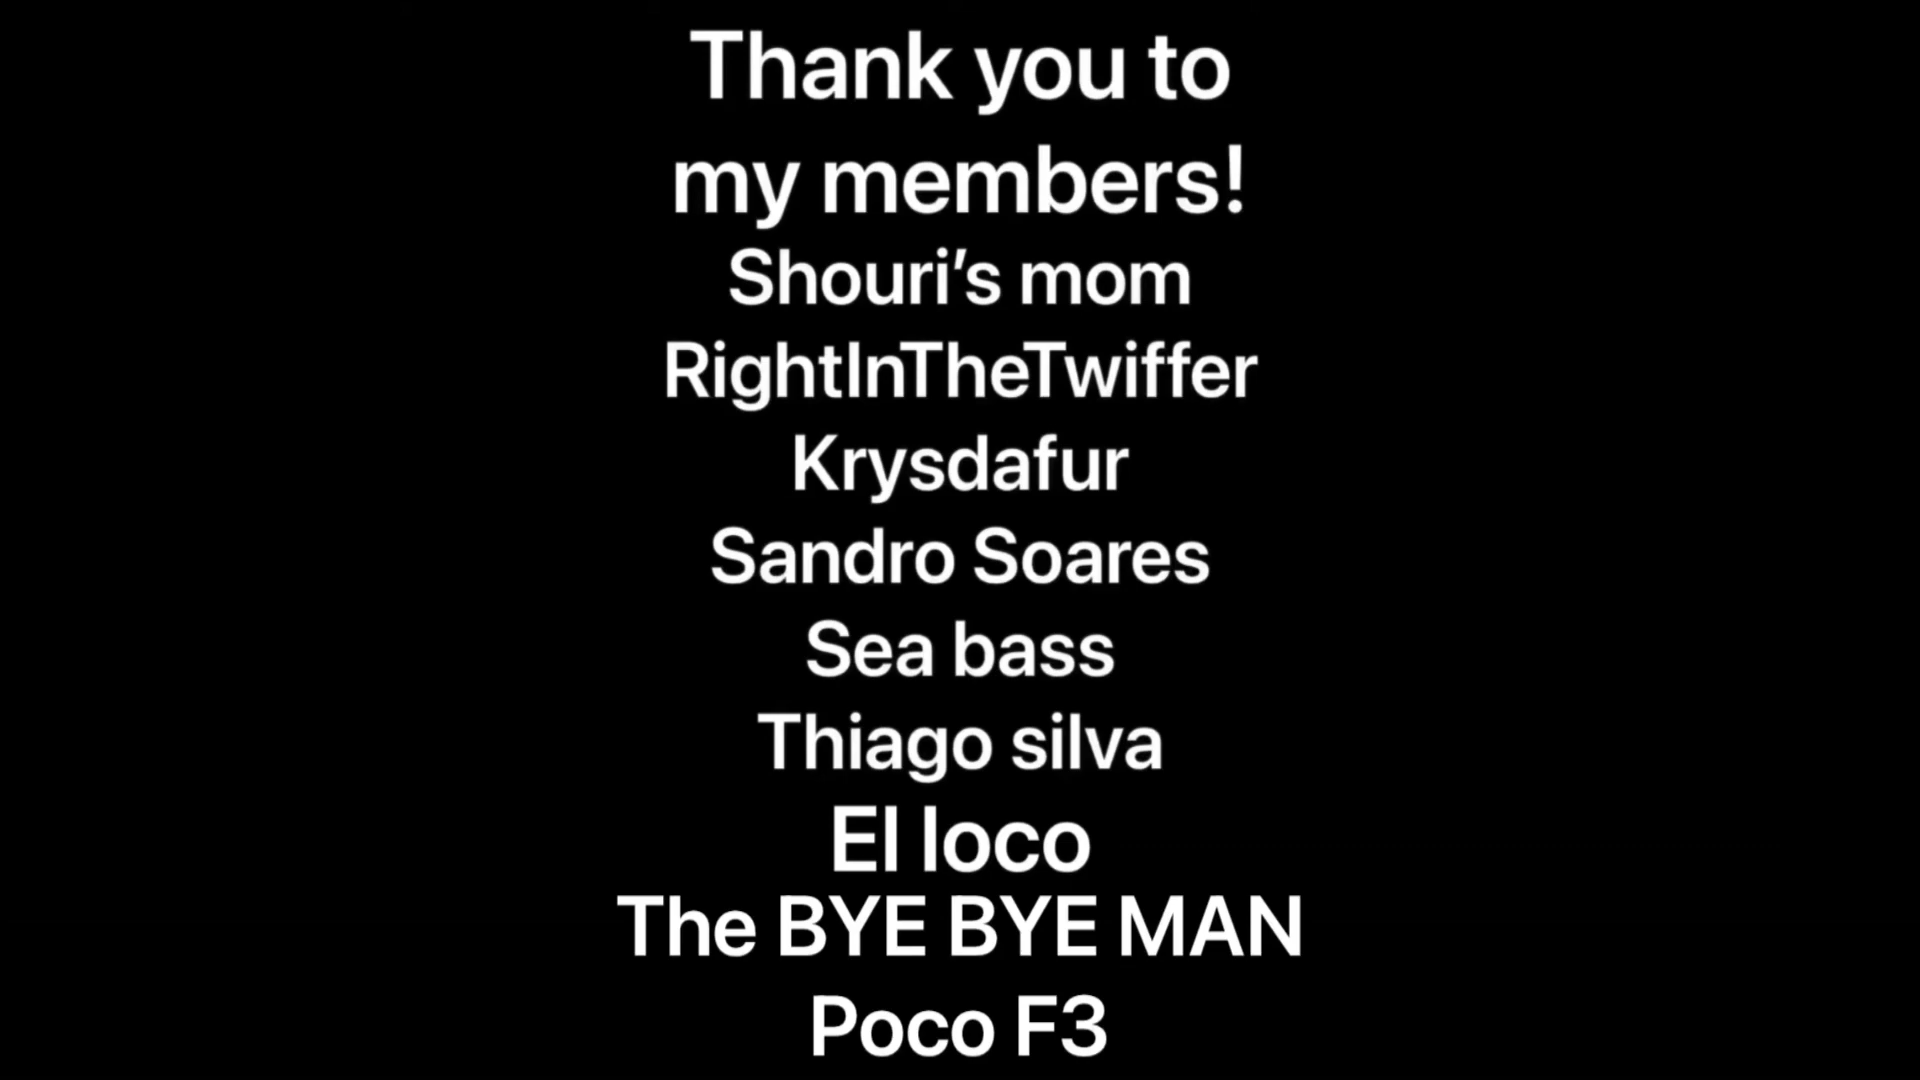 Thank you to
my members!
Shouri’s mom
RightInTheTwiffer
Krysdafur
Sandro Soares
Sea bass
Thiago silva
El loco
The BYE BYE MAN
Poco F3